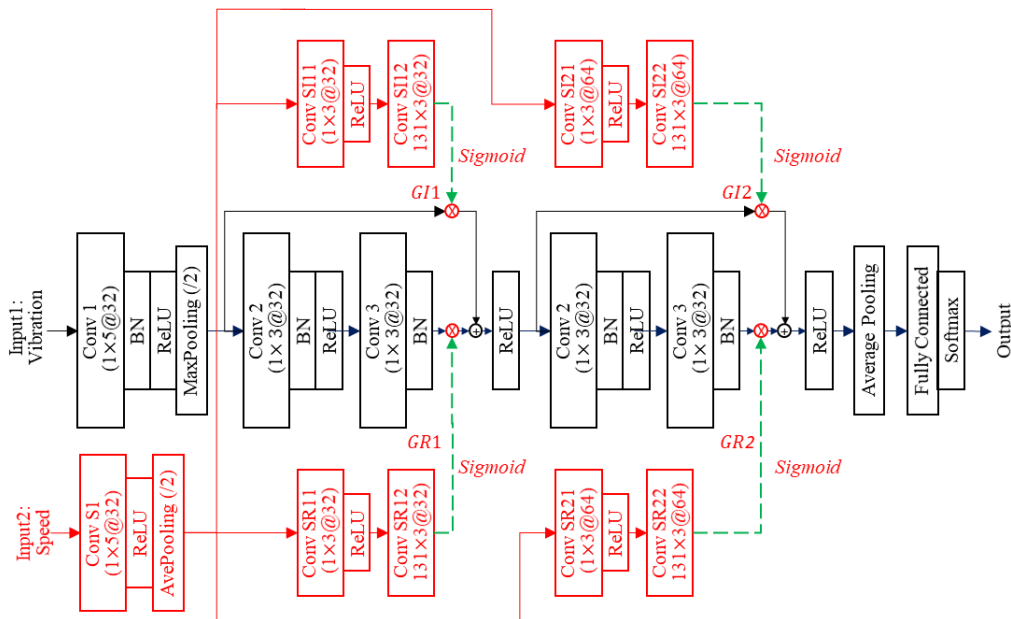 Conv SI11
(1×3@32)
ReLU
Conv SI12
131×3@32)
Sigmoid
GI1
Conv SI21
(1×3@64)
ReLU
Conv SI22
131×3@64)
Sigmoid
GI2
Input1:
Vibration
Conv 1
(1×5@32)
BN
ReLU
MaxPooling (/2)
Conv 2
(1× 3@32)
BN
ReLU
Conv 3
(1× 3@32)
BN
ReLU
Conv 2
(1× 3@32)
BN
ReLU
Conv 3
(1× 3@32)
BN
ReLU
Average Pooling
Fully Connected
Softmax
Output
Input2:
Speed
Conv S1
(1×5@32)
ReLU
AvePooling (/2)
Conv SR11
(1×3@32)
ReLU
Conv SR12
131×3@32)
GR1
Sigmoid
Conv SR21
(1×3@64)
ReLU
Conv SR22
131×3@64)
GR2
Sigmoid